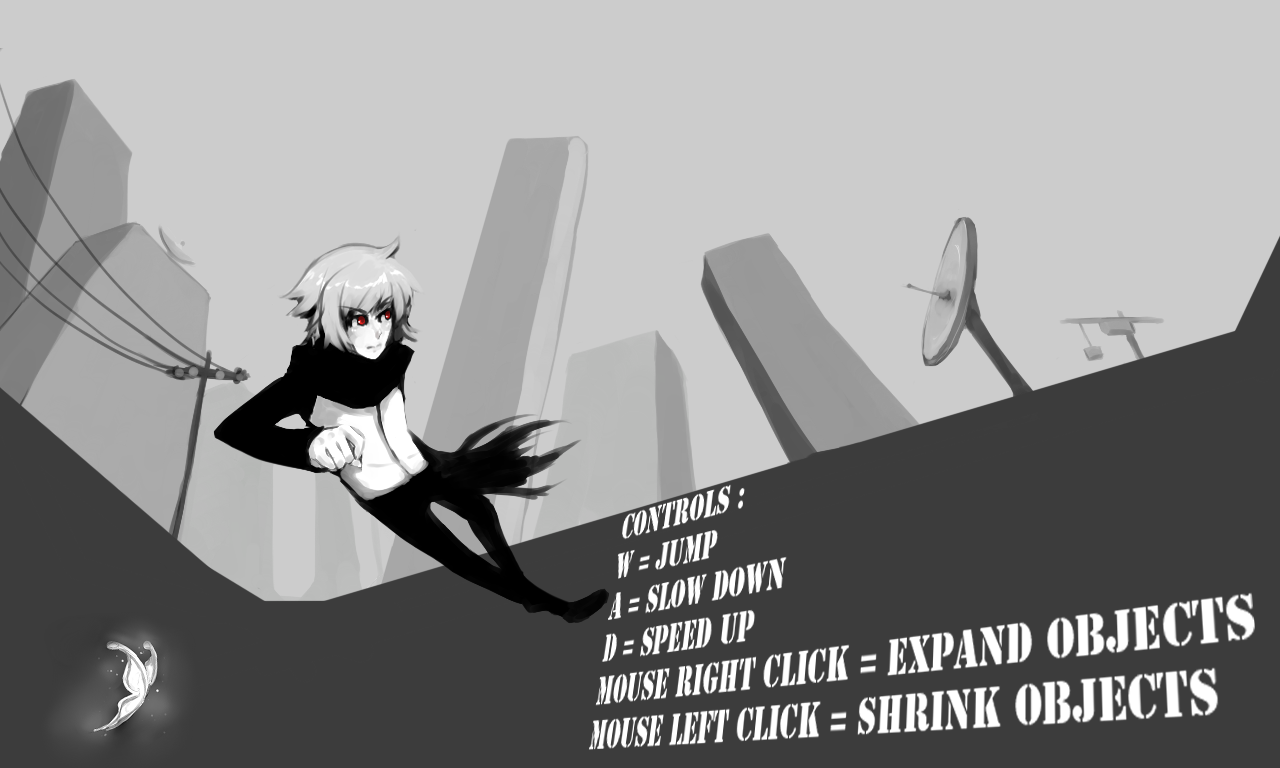 CONTROLS :
W = JUMP
A = SLOW DOWN
D = SPEED UP
MOUSE RIGHT CLICK = EXPAND OBJECTS
MOUSE LEFT CLICK = SHRINK OBJECTS